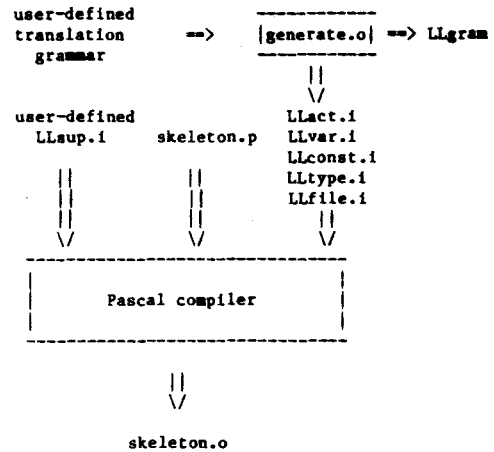 user-defined
translation ==> |generate.o| ==> LLgram
grammar
user-defined
LLsup.i
skeleton.p
LLact.i
LLvar.i
LLconst.i
LLtype.i
LLfile.i
Pascal compiler
skeleton.o